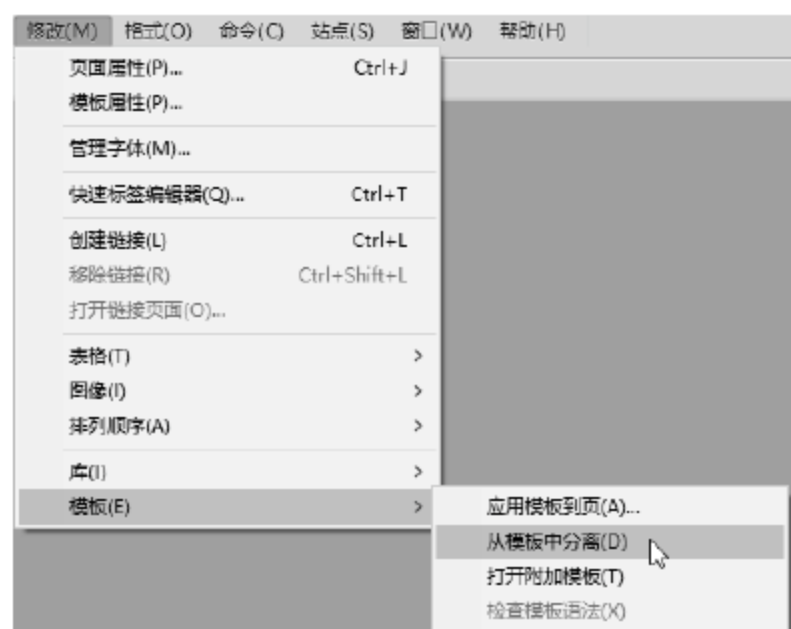 修改(M) 格式(O) 命令(C) 站点(S) 窗口(W) 帮助(H)
页面属性(P)... Ctrl+J
模板属性(P)...
管理字体(M)...
快速标签编辑器(Q)... Ctrl+T
创建链接(L) Ctrl+L
移除链接(R) Ctrl+Shift+L
打开链接页面(O)...
表格(T) >
图像(I) >
排列顺序(A) >
库(I) >
模板(E) >
应用模板到页(A)...
从模板中分离(D)
打开附加模板(T)
检查模板语法(X)